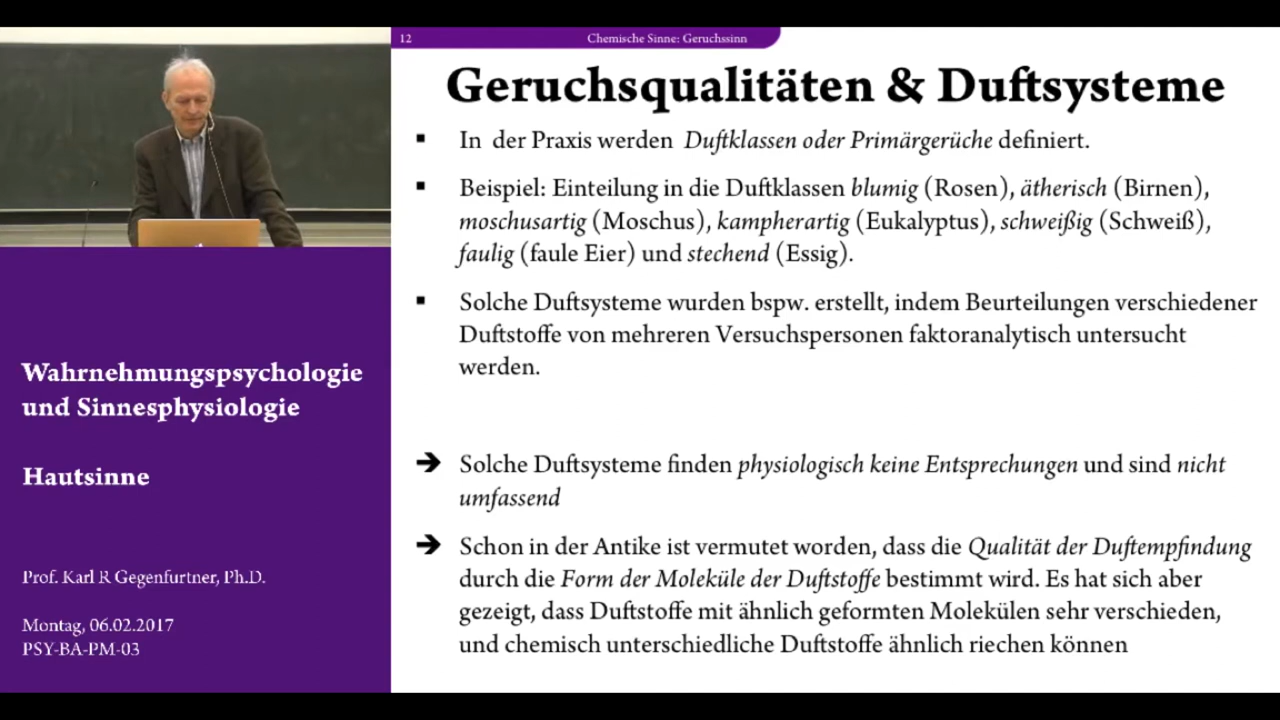 12
Chemische Sinne: Geruchssinn
Geruchsqualitäten & Duftsysteme
▪ In der Praxis werden Duftklassen oder Primärgerüche definiert.
▪ Beispiel: Einteilung in die Duftklassen blumig (Rosen), ätherisch (Birnen),
moschusartig (Moschus), kampherartig (Eukalyptus), schweißig (Schweiß),
faulig (faule Eier) und stechend (Essig).
▪ Solche Duftsysteme wurden bspw. erstellt, indem Beurteilungen verschiedener
Duftstoffe von mehreren Versuchspersonen faktoranalytisch untersucht
werden.
➔ Solche Duftsysteme finden physiologisch keine Entsprechungen und sind nicht
umfassend
➔ Schon in der Antike ist vermutet worden, dass die Qualität der Duftempfindung
durch die Form der Moleküle der Duftstoffe bestimmt wird. Es hat sich aber
gezeigt, dass Duftstoffe mit ähnlich geformten Molekülen sehr verschieden,
und chemisch unterschiedliche Duftstoffe ähnlich riechen können
Wahrnehmungspsychologie
und Sinnesphysiologie
Hautsinne
Prof. Karl R Gegenfurtner, Ph.D.
Montag, 06.02.2017
PSY-BA-PM-03